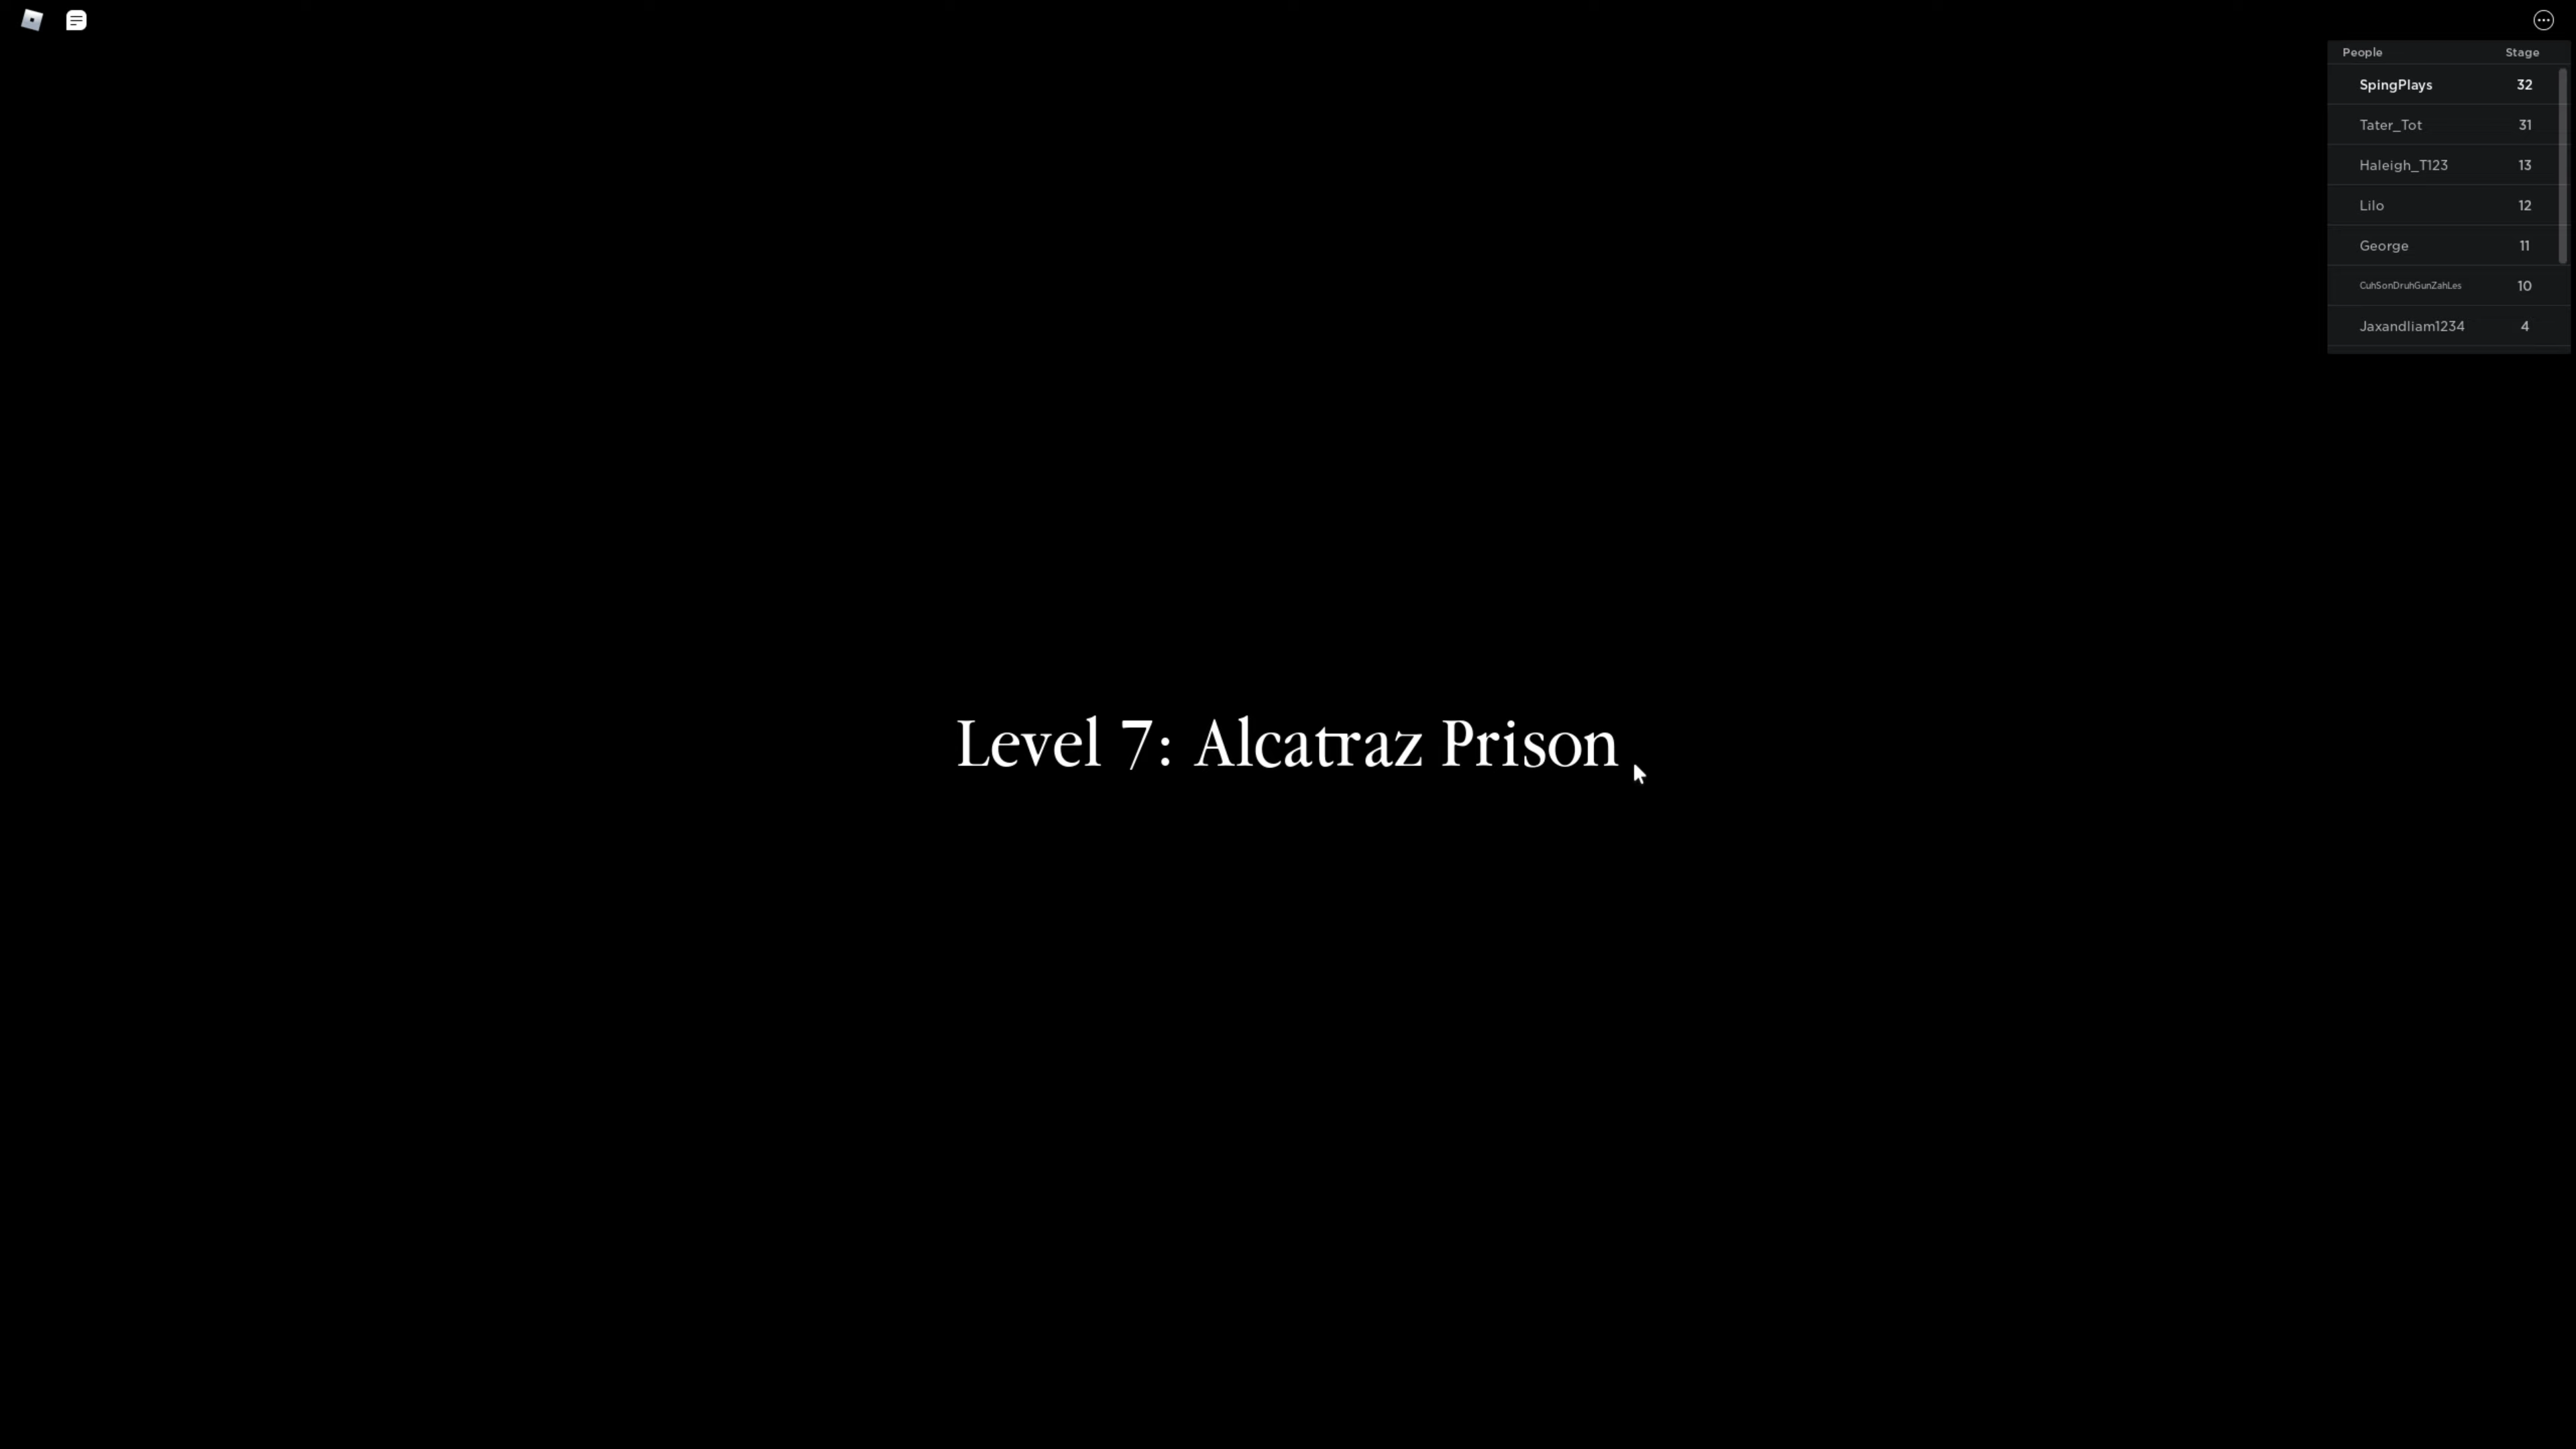 People Stage
SpingPlays 32
Tater_Tot 31
Haleigh_T123 13
Lilo 12
George 11
CuhSonDruhGunZahLes 10
Jaxandliam1234 4
Level 7: Alcatraz Prison